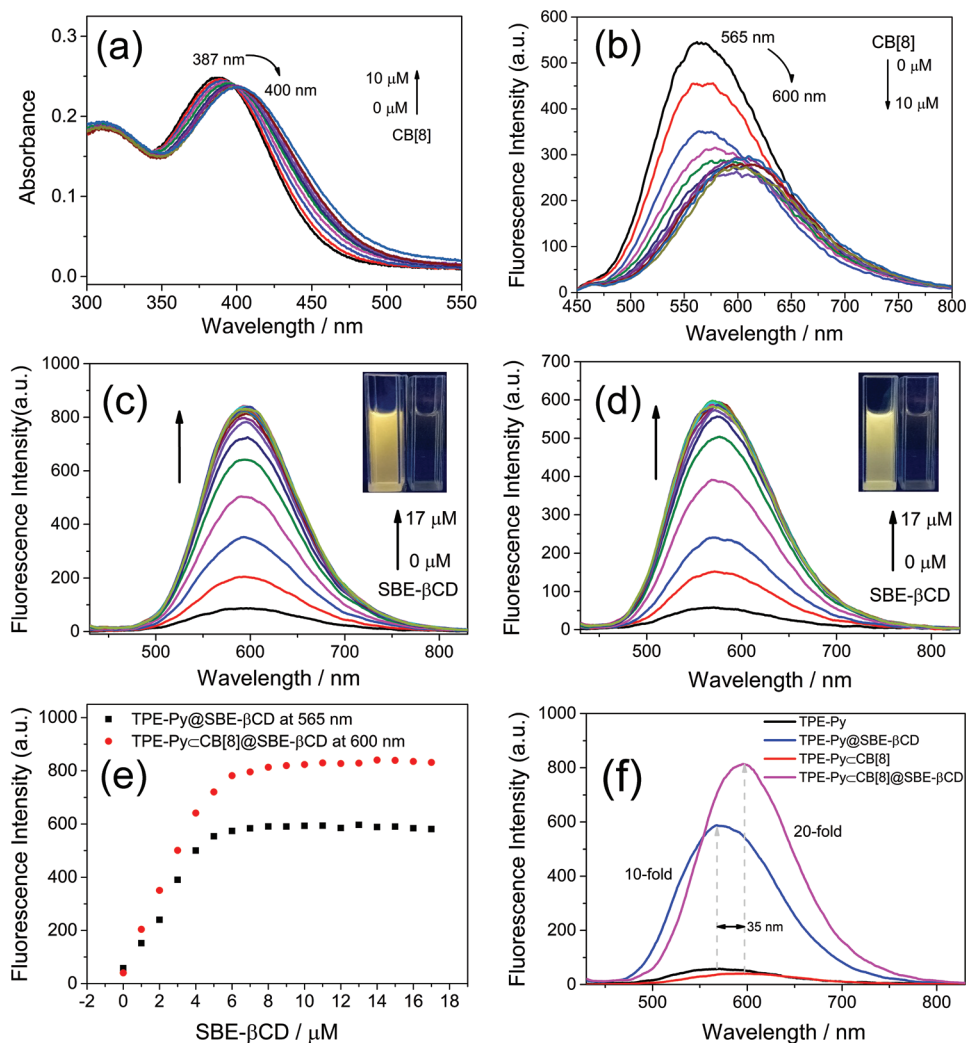 (a)
0.3
0.2
0.1
0.0
Absorbance
387 nm
400 nm
10 μM
0 μM
CB[8]
300 350 400 450 500 550
Wavelength / nm
(b)
600
500
400
300
200
100
0
Fluorescence Intensity (a.u.)
565 nm
600 nm
CB[8]
0 μM
10 μM
450 500 550 600 650 700 750 800
Wavelength / nm
(c)
1000
800
600
400
200
0
Fluorescence Intensity(a.u.)
17 μM
0 μM
SBE-βCD
500 600 700 800
Wavelength / nm
(d)
700
600
500
400
300
200
100
0
Fluorescence Intensity (a.u.)
17 μM
0 μM
SBE-βCD
500 600 700 800
Wavelength / nm
(e)
1000
800
600
400
200
0
Fluorescence Intensity (a.u.)
TPE-Py@SBE-βCD at 565 nm
TPE-Py⊂CB[8]@SBE-βCD at 600 nm
-2 0 2 4 6 8 10 12 14 16 18
SBE-βCD / μM
(f)
1000
800
600
400
200
0
Fluorescence Intensity (a.u.)
TPE-Py
TPE-Py@SBE-βCD
TPE-Py⊂CB[8]
TPE-Py⊂CB[8]@SBE-βCD
20-fold
10-fold
35 nm
500 600 700 800
Wavelength / nm